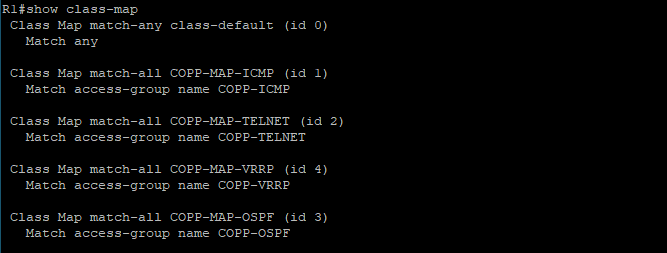 R1#show class-map
Class Map match-any class-default (id 0)
Match any
Class Map match-all COPP-MAP-ICMP (id 1)
Match access-group name COPP-ICMP
Class Map match-all COPP-MAP-TELNET (id 2)
Match access-group name COPP-TELNET
Class Map match-all COPP-MAP-VRRP (id 4)
Match access-group name COPP-VRRP
Class Map match-all COPP-MAP-OSPF (id 3)
Match access-group name COPP-OSPF